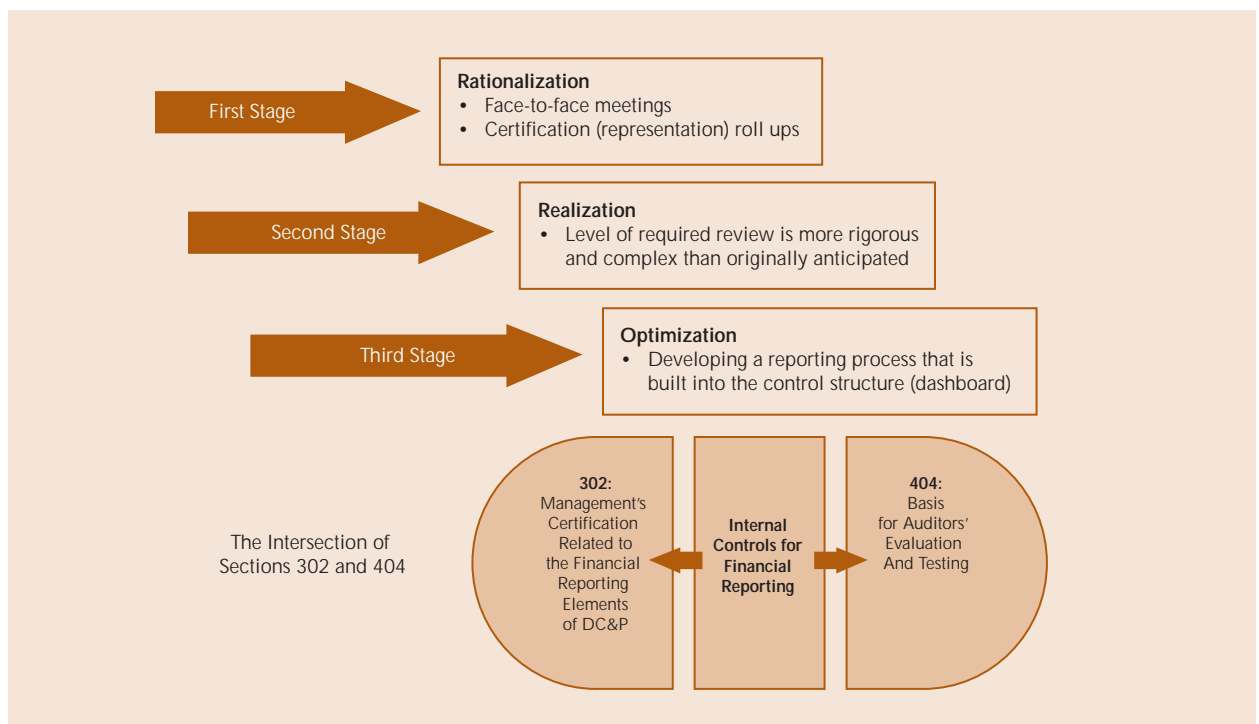 First Stage
Rationalization
• Face-to-face meetings
• Certification (representation) roll ups
Second Stage
Realization
• Level of required review is more rigorous
and complex than originally anticipated
Third Stage
Optimization
• Developing a reporting process that is
built into the control structure (dashboard)
The Intersection of
Sections 302 and 404
302:
Management's
Certification
Related to
the Financial
Reporting
Elements
of DC&P
Internal
Controls for
Financial
Reporting
404:
Basis
for Auditors'
Evaluation
And Testing